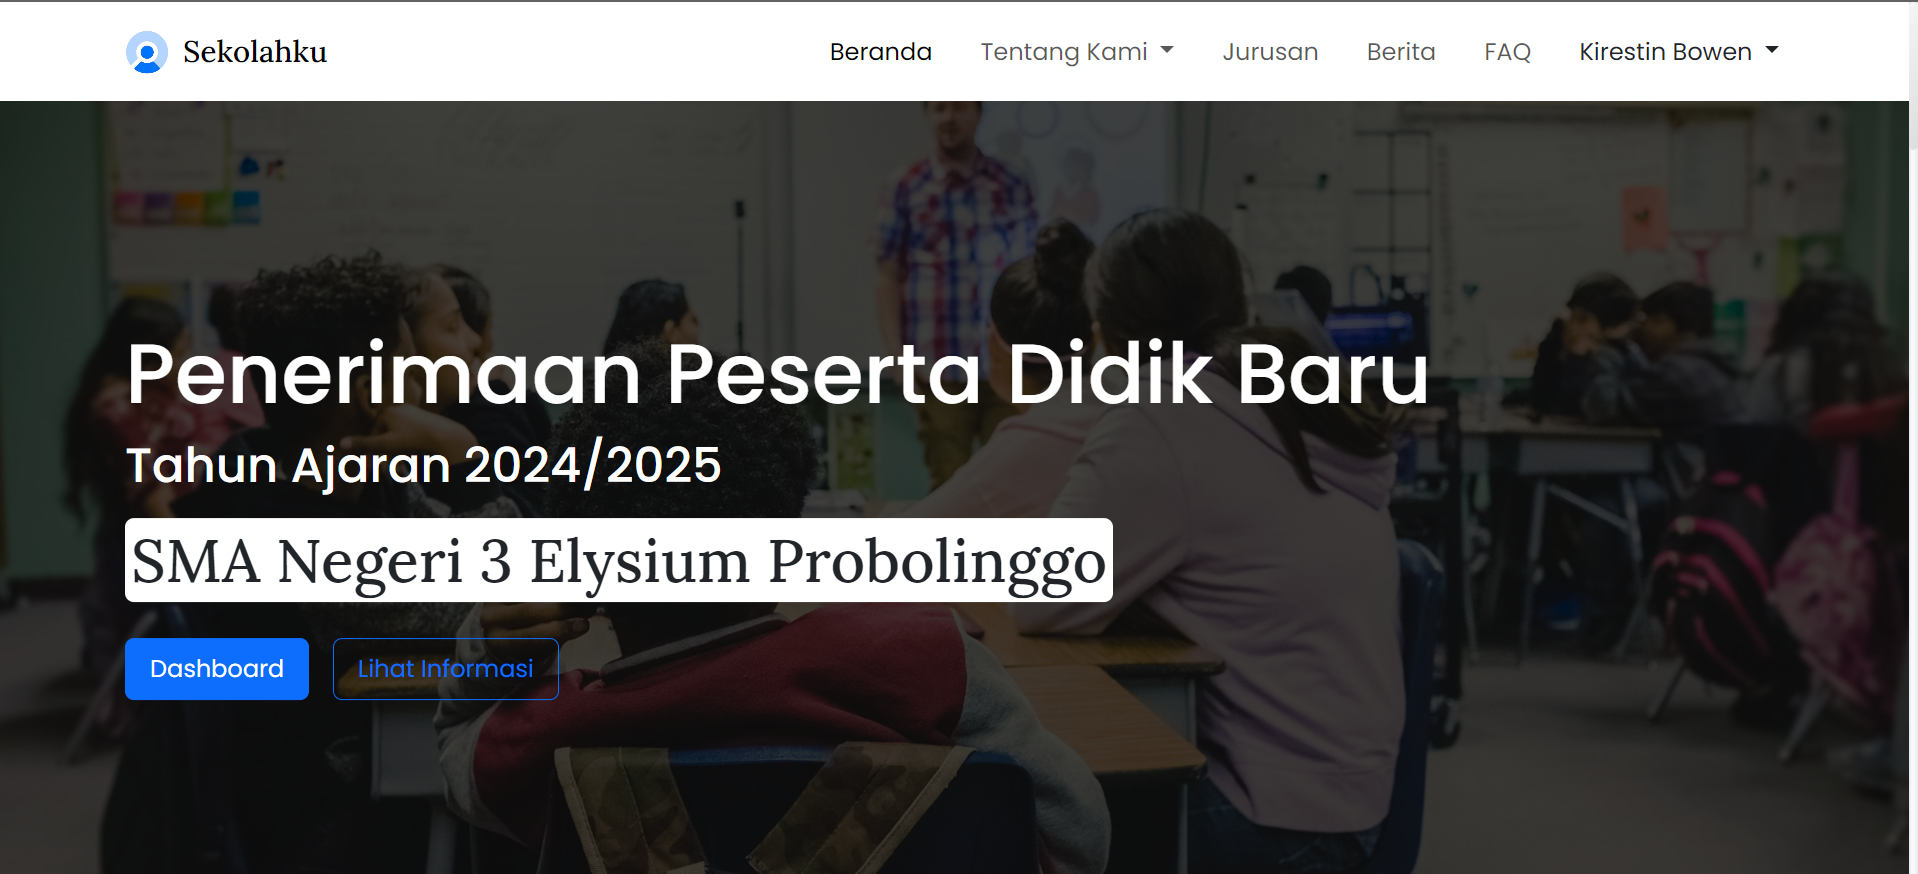 Sekolahku
Beranda Tentang Kami Jurusan Berita FAQ Kirestin Bowen
Penerimaan Peserta Didik Baru
Tahun Ajaran 2024/2025
SMA Negeri 3 Elysium Probolinggo
Dashboard Lihat Informasi